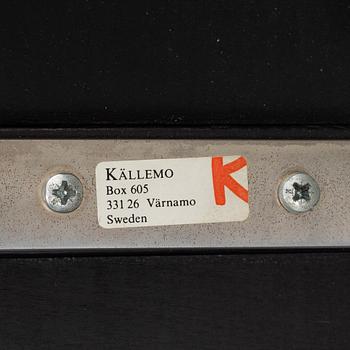 KÄLLEMO
Box 605
331 26 Värnamo
Sweden
K